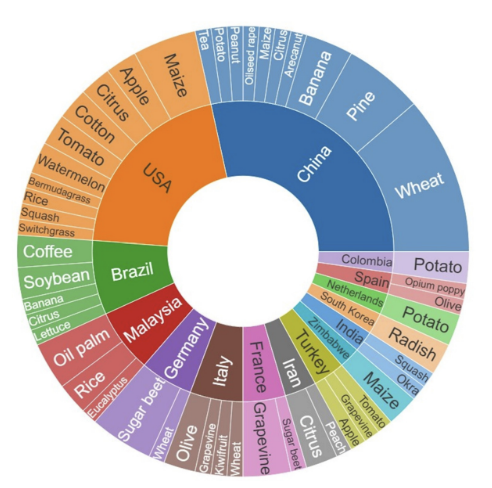 China
Tea
Potato
Peanut
Oilseed rape
Maize
Citrus
Arecanut
Banana
Pine
Wheat
Colombia
Potato
Spain
Opium poppy
Olive
Netherlands
Potato
South Korea
Radish
India
Squash
Okra
Zimbabwe
Maize
Turkey
Tomato
Grapevine
Apple
Iran
Peach
Citrus
France
Sugar beet
Grapevine
Italy
Wheat
Kiwifruit
Grapevine
Olive
Germany
Wheat
Sugar beet
Malaysia
Eucalyptus
Rice
Oil palm
Brazil
Lettuce
Citrus
Banana
Soybean
Coffee
USA
Switchgrass
Squash
Rice
Bermudagrass
Watermelon
Tomato
Cotton
Citrus
Apple
Maize